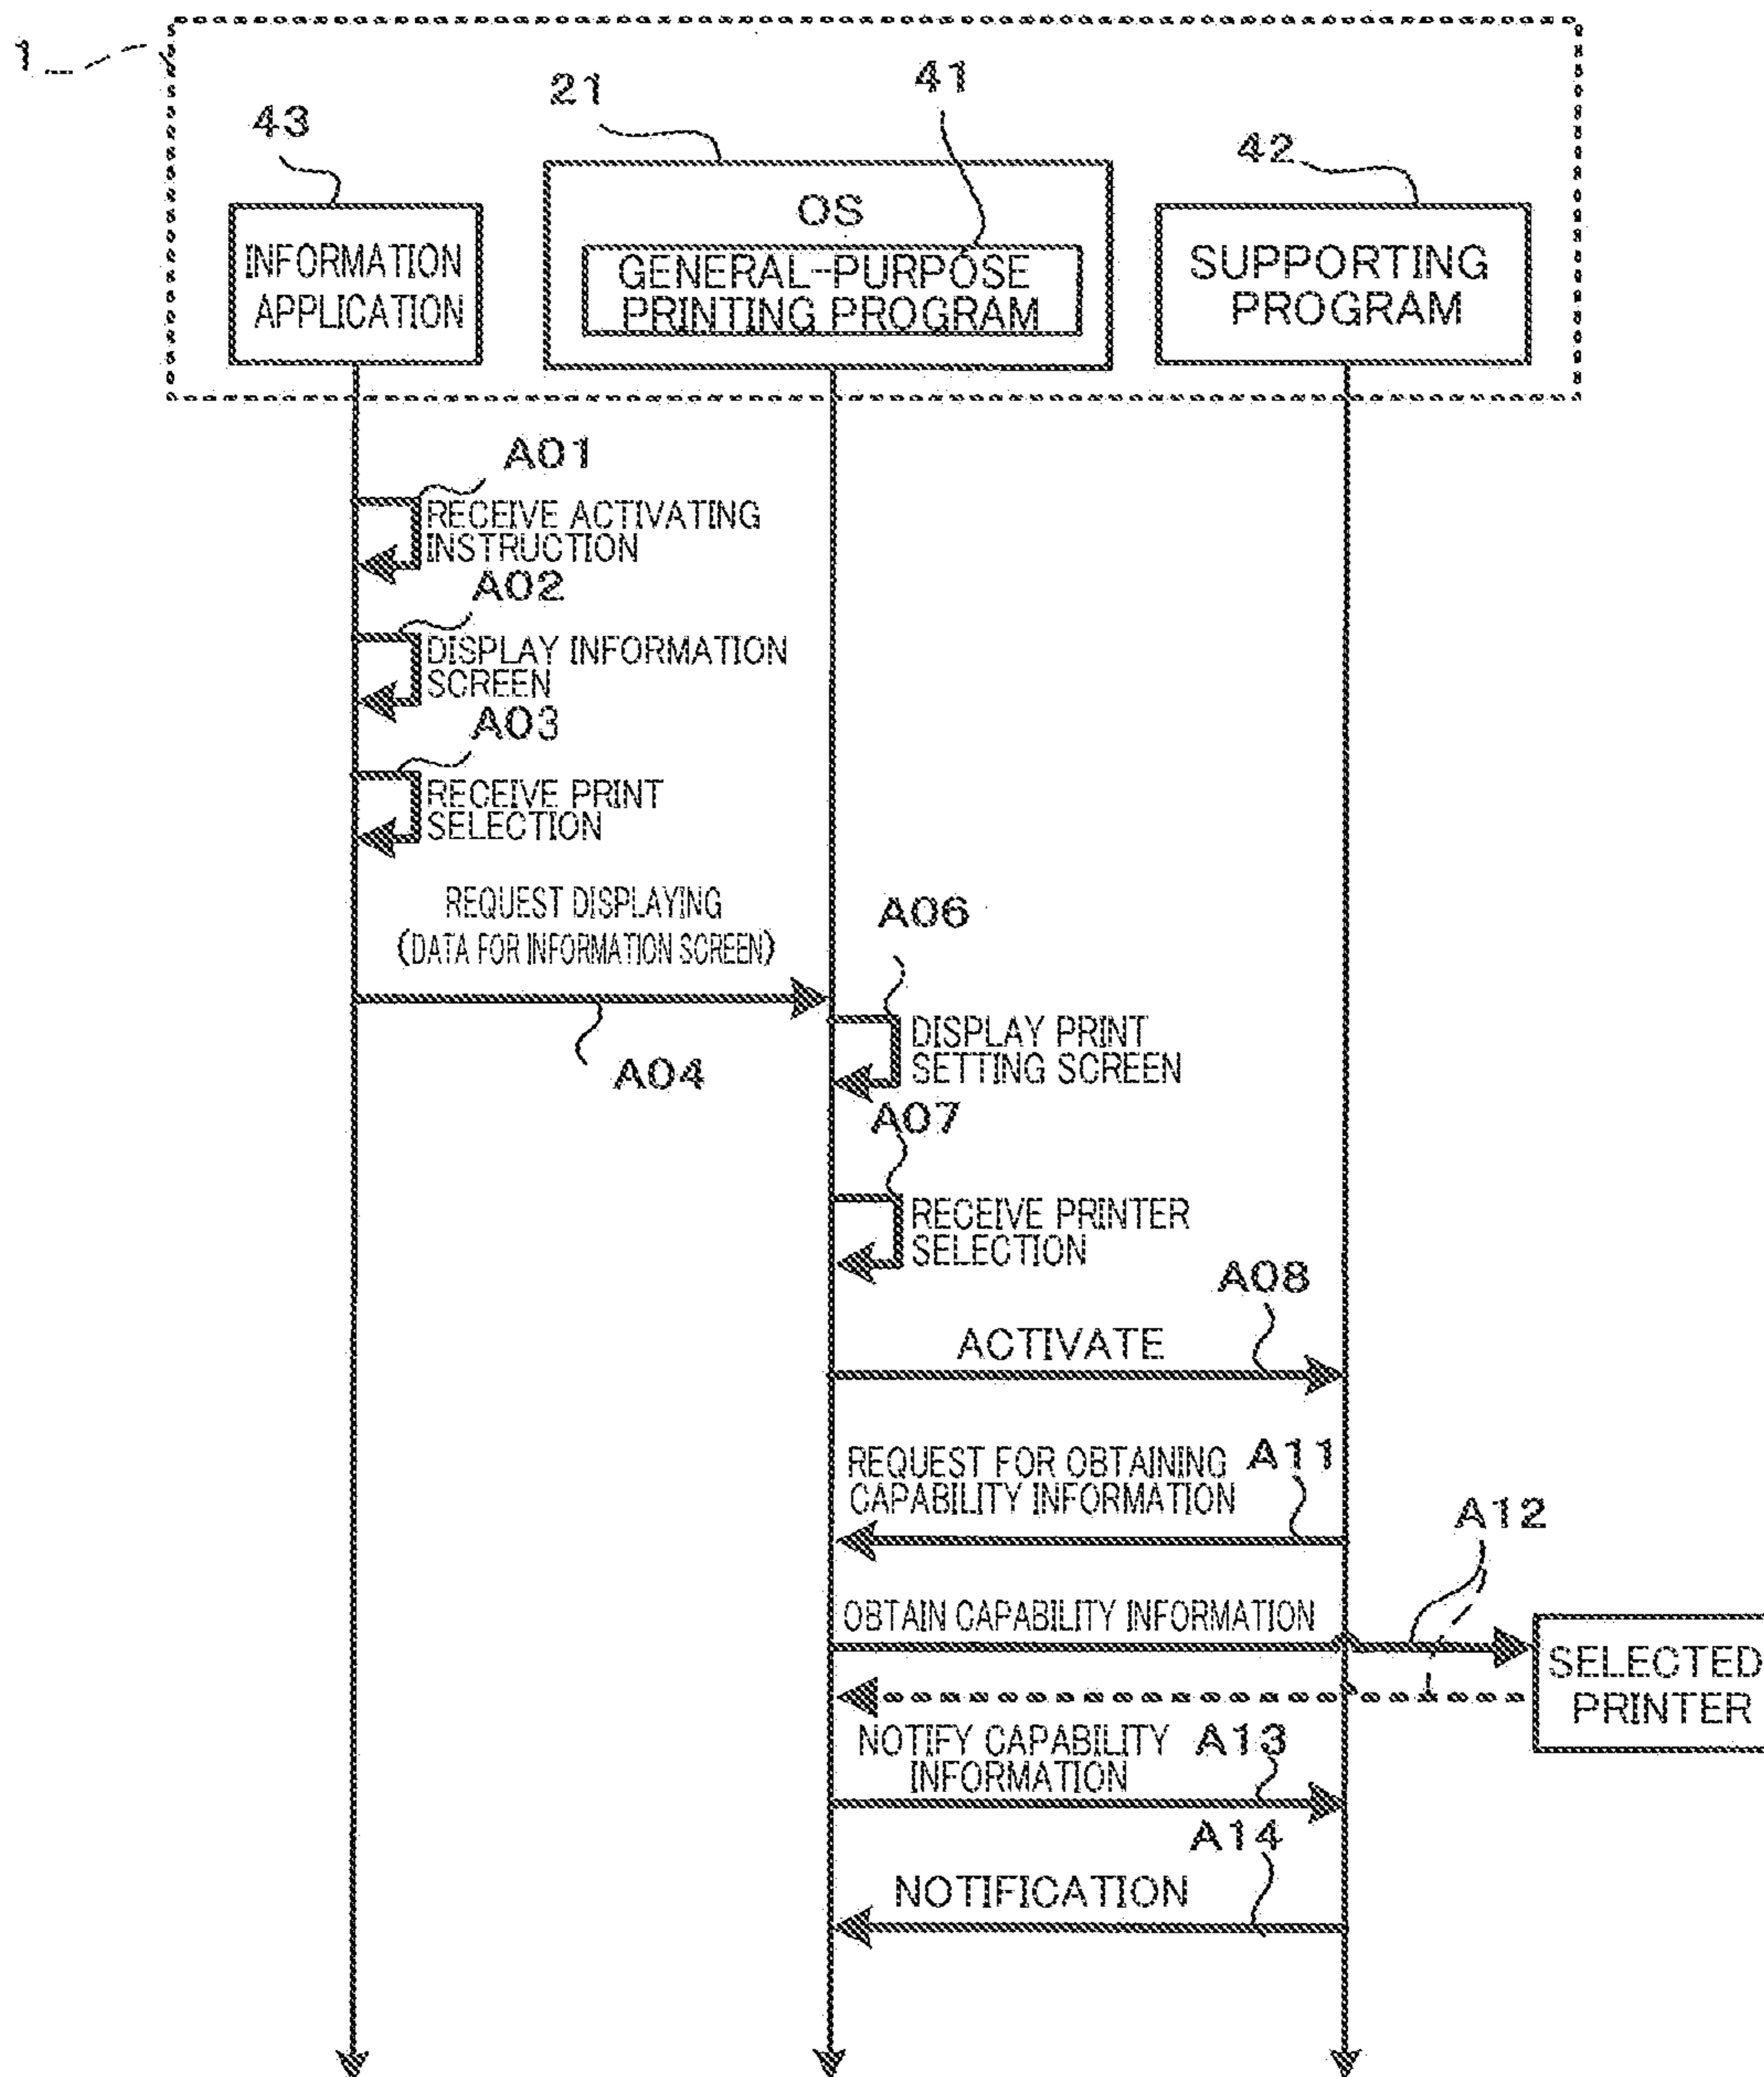 1
43
21
41
42
INFORMATION
APPLICATION
OS
GENERAL-PURPOSE
PRINTING PROGRAM
SUPPORTING
PROGRAM
A01
RECEIVE ACTIVATING
INSTRUCTION
A02
DISPLAY INFORMATION
SCREEN
A03
RECEIVE PRINT
SELECTION
REQUEST DISPLAYING
(DATA FOR INFORMATION SCREEN)
A04
A06
DISPLAY PRINT
SETTING SCREEN
A07
RECEIVE PRINTER
SELECTION
A08
ACTIVATE
REQUEST FOR OBTAINING
CAPABILITY INFORMATION
A11
A12
OBTAIN CAPABILITY INFORMATION
SELECTED
PRINTER
NOTIFY CAPABILITY
INFORMATION
A13
A14
NOTIFICATION